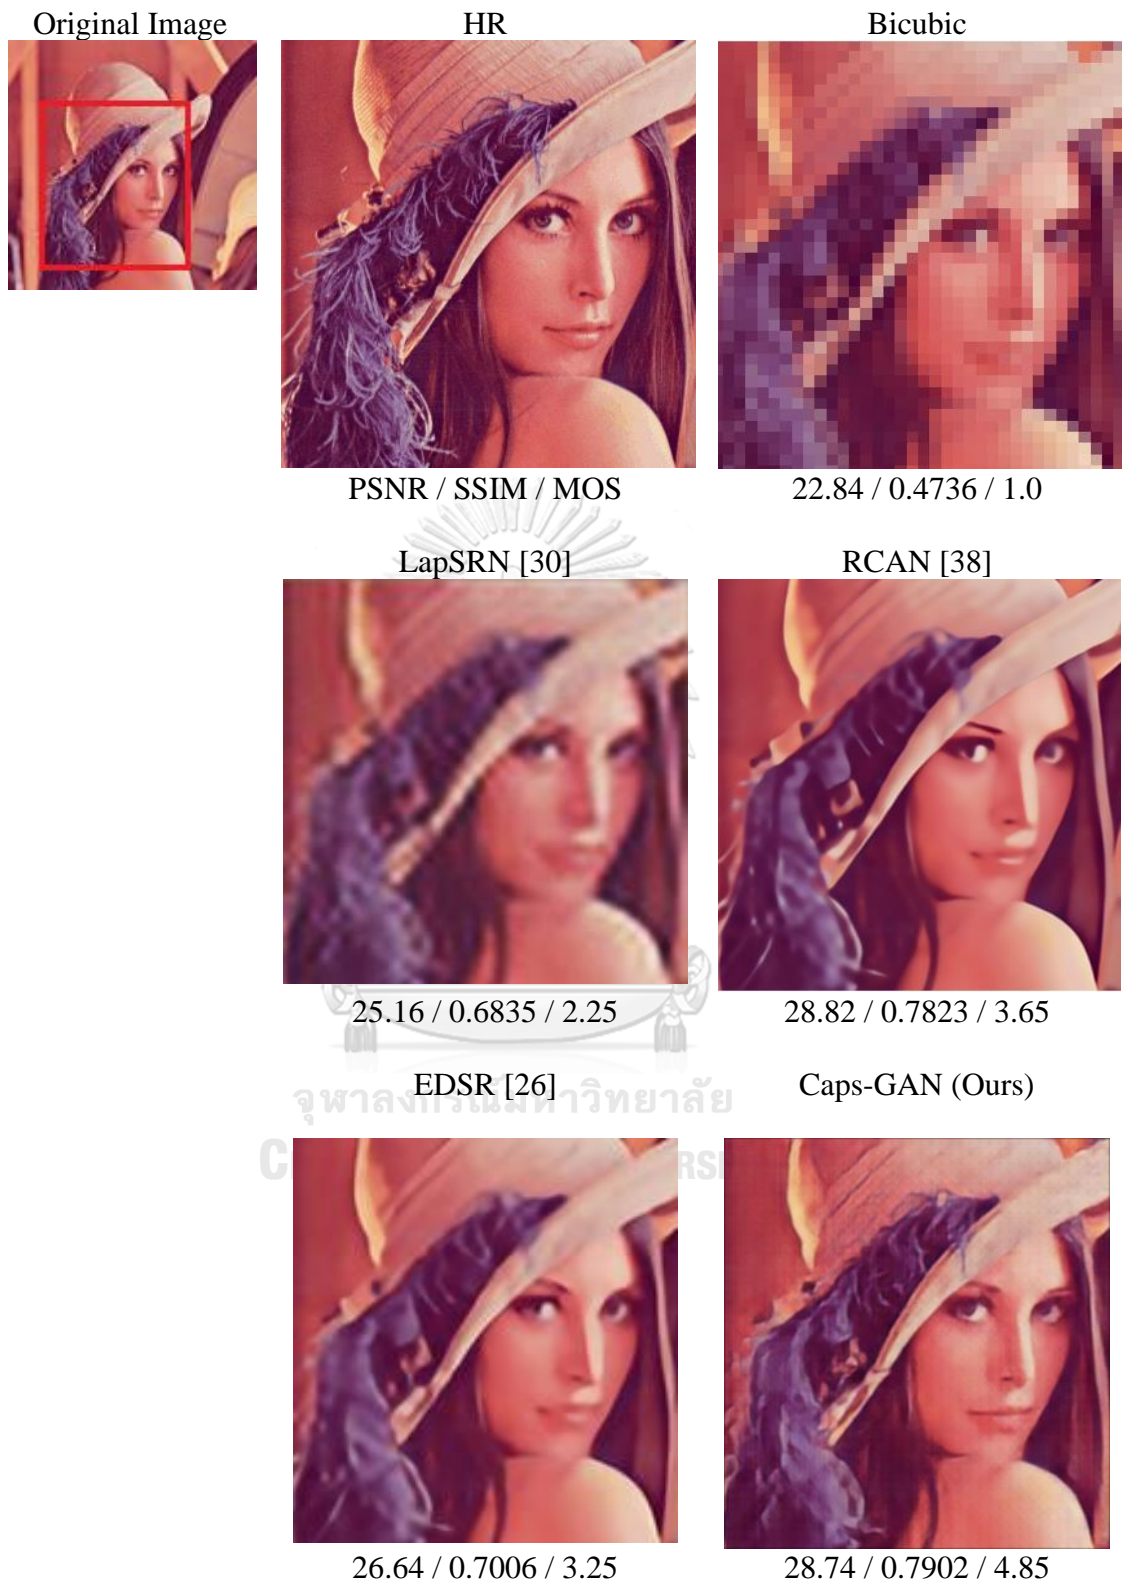 Original Image
HR
Bicubic
PSNR / SSIM / MOS
22.84 / 0.4736 / 1.0
LapSRN [30]
RCAN [38]
25.16 / 0.6835 / 2.25
28.82 / 0.7823 / 3.65
EDSR [26]
Caps-GAN (Ours)
จุฬาลงกรณ์มหาวิทยาลัย
26.64 / 0.7006 / 3.25
28.74 / 0.7902 / 4.85